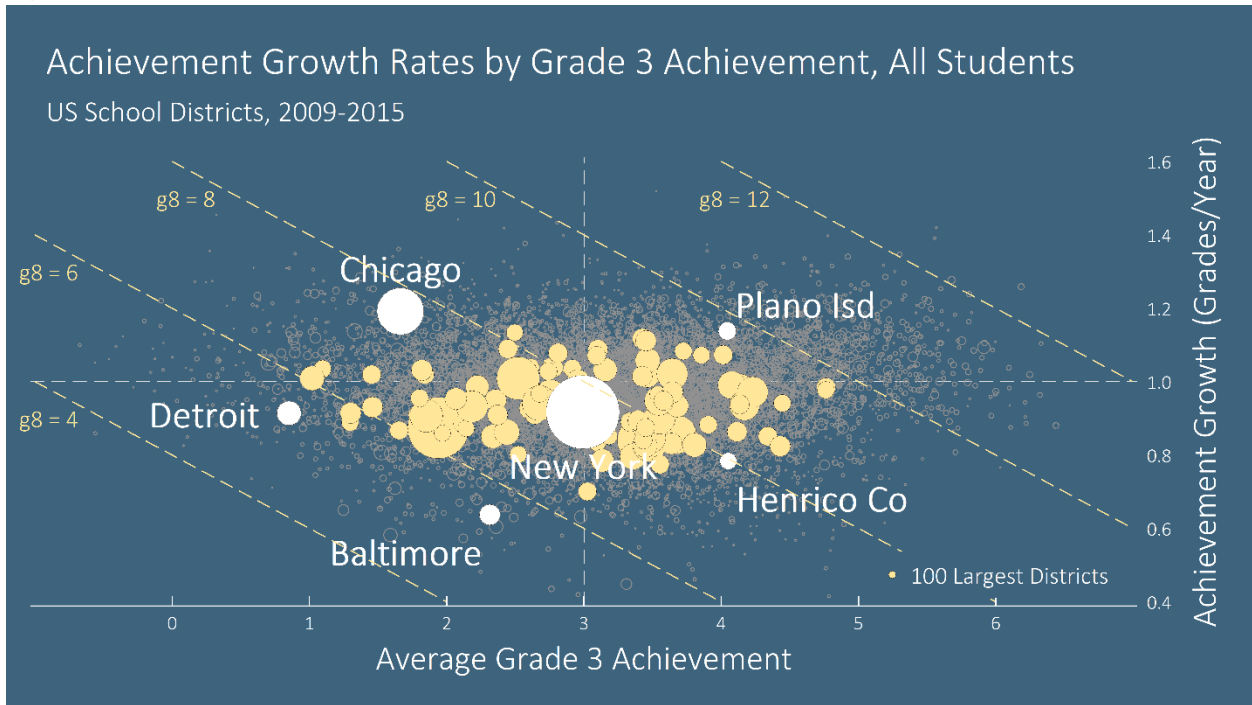 Achievement Growth Rates by Grade 3 Achievement, All Students
US School Districts, 2009-2015
g8 = 8
g8 = 10
g8 = 12
g8 = 6
g8 = 4
Chicago
Plano Isd
Detroit
New York
Henrico Co
Baltimore
100 Largest Districts
1.6
1.4
1.2
1.0
0.8
0.6
0.4
Achievement Growth (Grades/Year)
0 1 2 3 4 5 6
Average Grade 3 Achievement